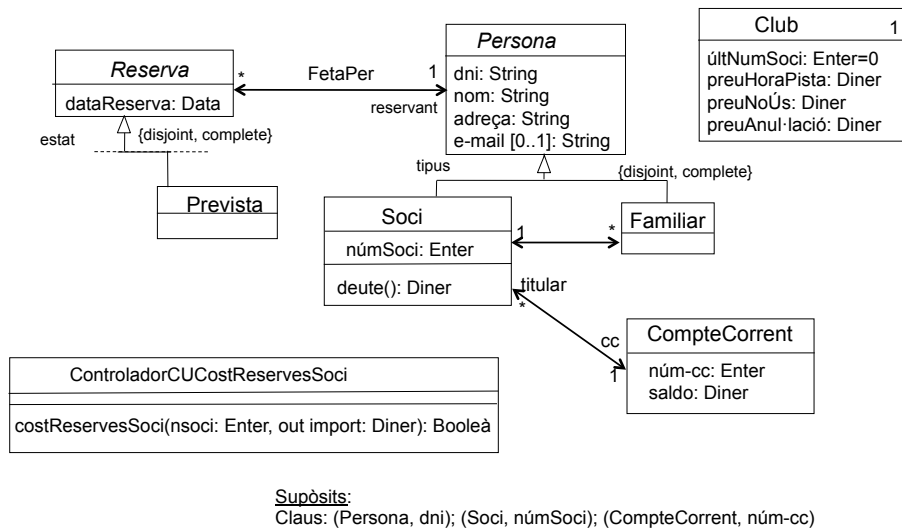 Reserva
dataReserva: Data
*
FetaPer
1
reservant
Persona
dni: String
nom: String
adreça: String
e-mail [0..1]: String
Club
1
últNumSoci: Enter=0
preuHoraPista: Diner
preuNoÚs: Diner
preuAnul·lació: Diner
estat
{disjoint, complete}
Prevista
tipus
{disjoint, complete}
Soci
númSoci: Enter
deute(): Diner
1
*
Familiar
titular
*
cc
1
CompteCorrent
núm-cc: Enter
saldo: Diner
ControladorCUCostReservesSoci
costReservesSoci(nsoci: Enter, out import: Diner): Booleà
Supòsits:
Claus: (Persona, dni); (Soci, númSoci); (CompteCorrent, núm-cc)